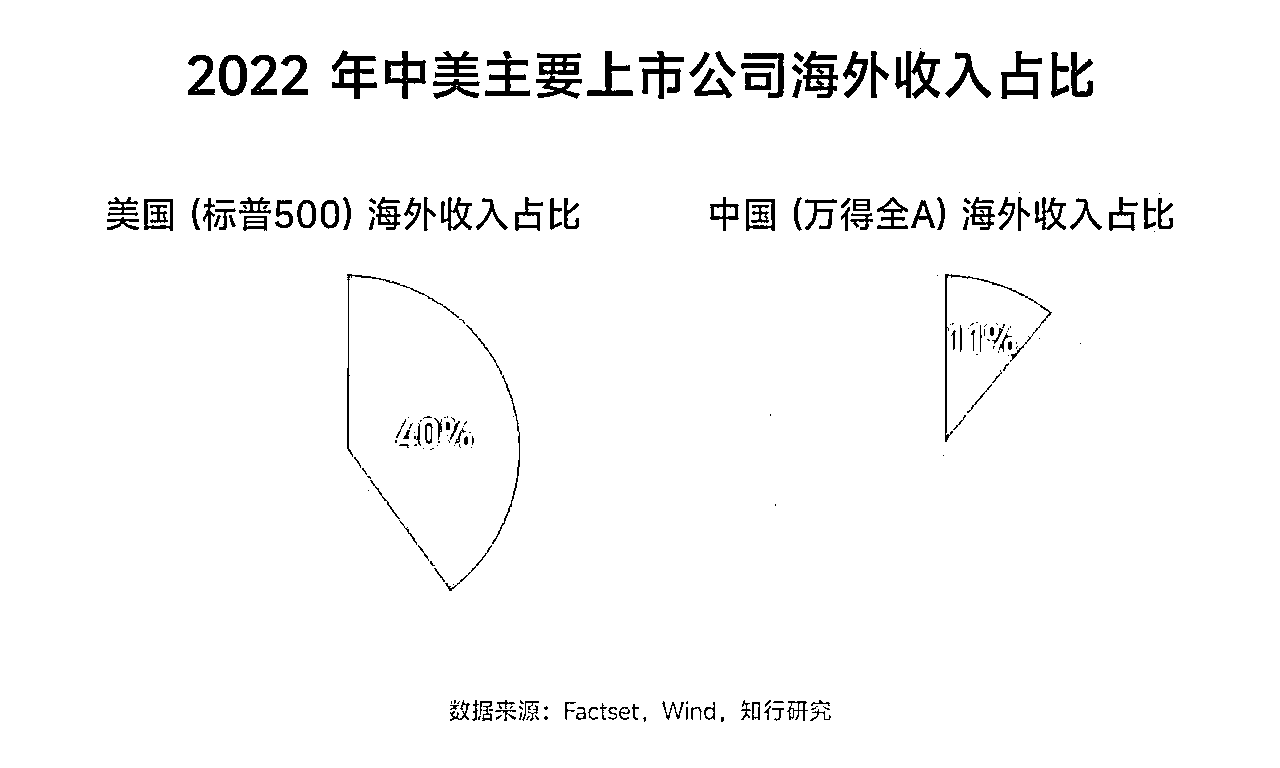 2022 年中美主要上市公司海外收入占比
美国 (标普500) 海外收入占比
中国 (万得全A) 海外收入占比
40%
11%
数据来源：Factset，Wind，知行研究